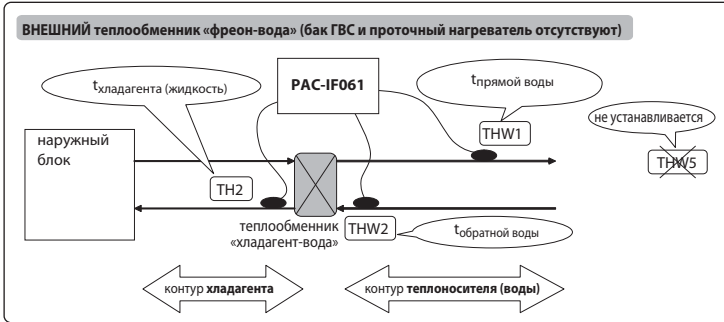 ВНЕШНИЙ теплообменник «фреон-вода» (бак ГВС и проточный нагреватель отсутствуют)
tхладагента (жидкость)
PAC-IF061
tпрямой воды
THW1
не устанавливается
THW5
наружный
блок
TH2
теплообменник
«хладагент-вода»
THW2
tобратной воды
контур хладагента
контур теплоносителя (воды)